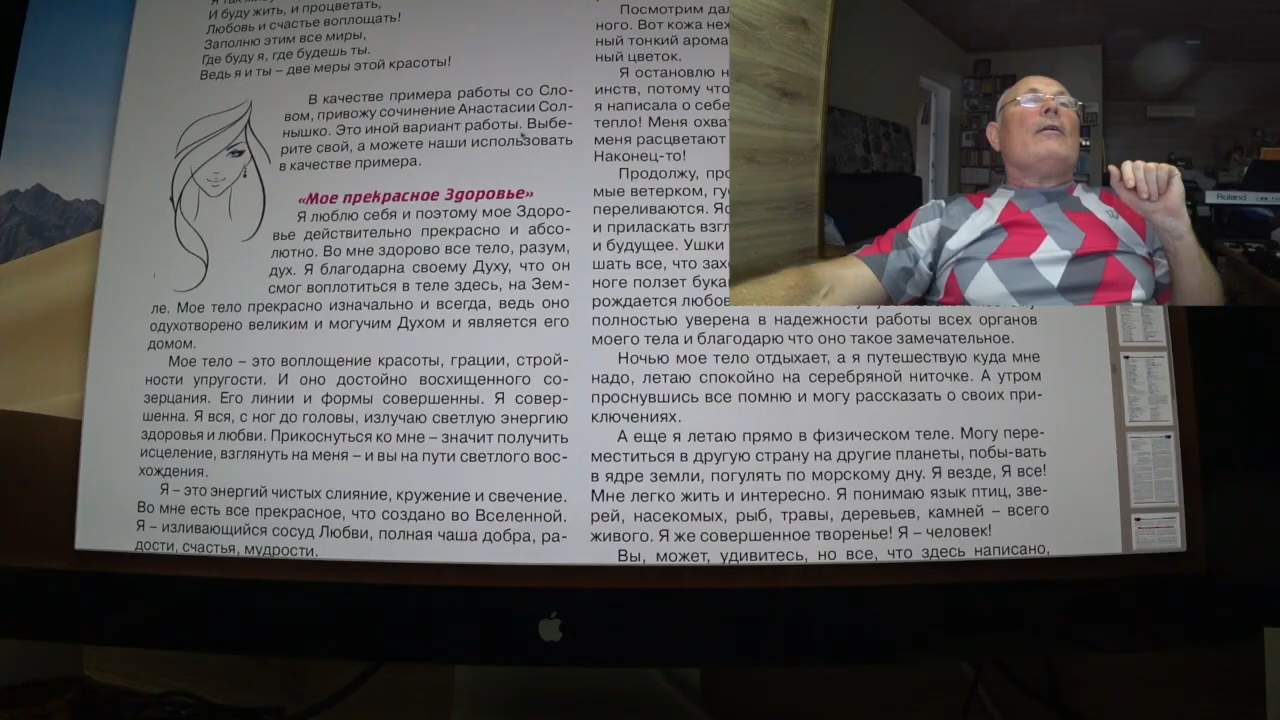 И буду жить, и процветать,
Любовь и счастье воплощать!
Заполню этим все миры,
Где буду я, где будешь ты.
Ведь я и ты – две меры этой красоты!
В качестве примера работы со Сло-
вом, привожу сочинение Анастасии Сол-
нышко. Это иной вариант работы. Выбе-
рите свой, а можете наши использовать
в качестве примера.
«Мое прекрасное Здоровье»
Я люблю себя и поэтому мое Здоро-
вье действительно прекрасно и абсо-
лютно. Во мне здорово все тело, разум,
дух. Я благодарна своему Духу, что он
смог воплотиться в теле здесь, на Зем-
ле. Мое тело прекрасно изначально и всегда, ведь оно
одухотворено великим и могучим Духом и является его
домом.
Мое тело – это воплощение красоты, грации, строй-
ности упругости. И оно достойно восхищенного со-
зерцания. Его линии и формы совершенны. Я совер-
шенна. Я вся, с ног до головы, излучаю светлую энергию
здоровья и любви. Прикоснуться ко мне – значит получить
исцеление, взглянуть на меня – и вы на пути светлого вос-
хождения.
Я – это энергий чистых слияние, кружение и свечение.
Во мне есть все прекрасное, что создано во Вселенной.
Я – изливающийся сосуд Любви, полная чаша добра, ра-
дости, счастья, мудрости.
Посмотрим
ного. Вот кожа
ный тонкий
ный цветок.
Я остановлю
инств, потому что
я написала о себе
тепло! Меня
меня расцветают
Наконец-то!
Продолжу,
мые ветерком,
переливаются.
и приласкать
и будущее. Ушки
шать все, что
ноге ползет
рождается
полностью уверена в надежности работы всех органов
моего тела и благодарю что оно такое замечательное.
Ночью мое тело отдыхает, а я путешествую куда мне
надо, летаю спокойно на серебряной ниточке. А утром
проснувшись все помню и могу рассказать о своих при-
ключениях.
А еще я летаю прямо в физическом теле. Могу пере-
меститься в другую страну на другие планеты, побы-вать
в ядре земли, погулять по морскому дну. Я везде, Я все!
Мне легко жить и интересно. Я понимаю язык птиц, зве-
рей, насекомых, рыб, травы, деревьев, камней – всего
живого. Я же совершенное творенье! Я – человек!
Вы, может, удивитесь, но все, что здесь написано,
Roland